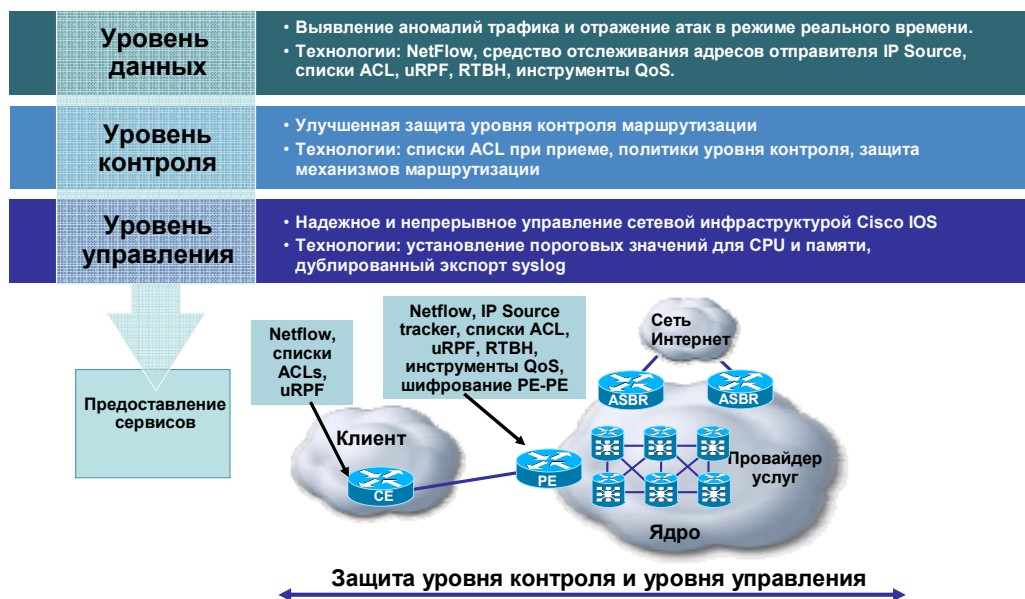 Уровень
данных
• Выявление аномалий трафика и отражение атак в режиме реального времени.
• Технологии: NetFlow, средство отслеживания адресов отправителя IP Source,
списки ACL, uRPF, RTBH, инструменты QoS.
Уровень
контроля
• Улучшенная защита уровня контроля маршрутизации
• Технологии: списки ACL при приеме, политики уровня контроля, защита
механизмов маршрутизации
Уровень
управления
• Надежное и непрерывное управление сетевой инфраструктурой Cisco IOS
• Технологии: установление пороговых значений для CPU и памяти,
дублированный экспорт syslog
Предоставление
сервисов
Netflow,
списки
ACLs,
uRPF
Netflow, IP Source
tracker, списки ACL,
uRPF, RTBH,
инструменты QoS,
шифрование PE-PE
Сеть
Интернет
ASBR
ASBR
Клиент
CE
PE
Провайдер
услуг
Ядро
Защита уровня контроля и уровня управления